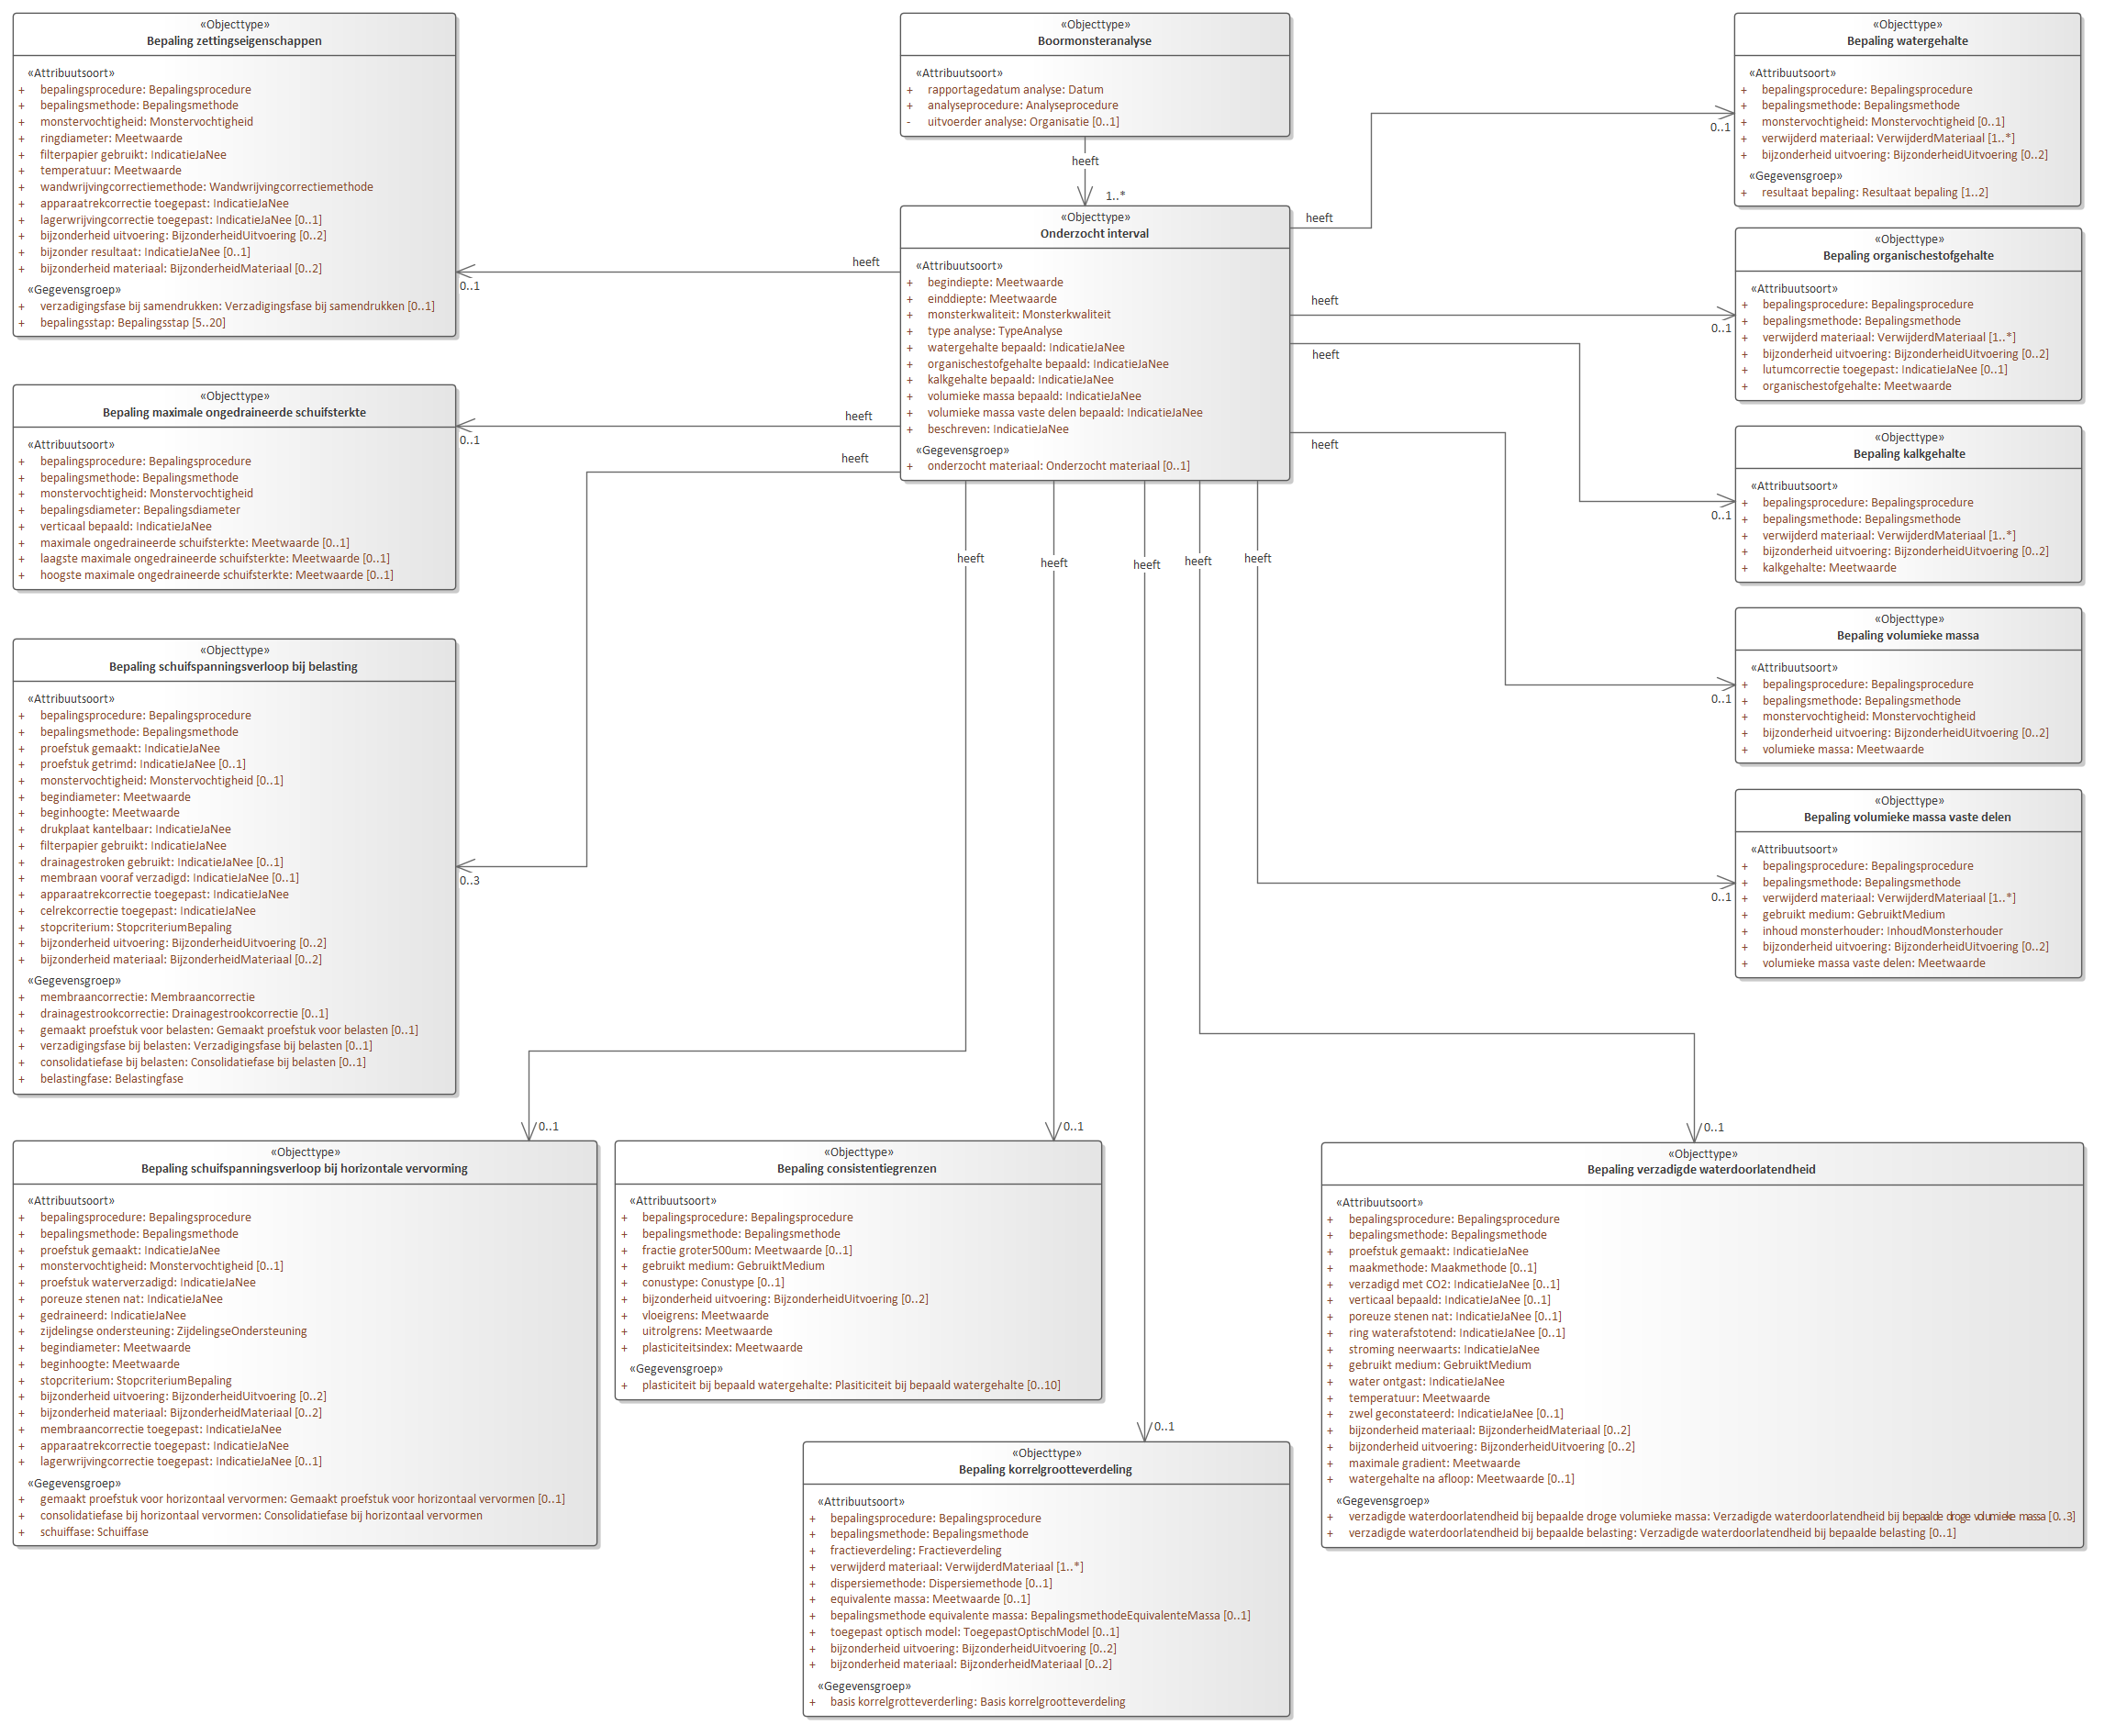 «Objecttype»
Bepaling zettingseigenschappen
«Attribuutsoort»
+ bepalingsprocedure: Bepalingsprocedure
+ bepalingsmethode: Bepalingsmethode
+ monstervochtigheid: Monstervochtigheid
+ ringdiameter: Meetwaarde
+ filterpapier gebruikt: IndicatieJaNee
+ temperatuur: Meetwaarde
+ wandwrijvingcorrectiemethode: Wandwrijvingcorrectiemethode
+ apparaatrekcorrectie toegepast: IndicatieJaNee
+ lagerwrijvingcorrectie toegepast: IndicatieJaNee [0..1]
+ bijzonderheid uitvoering: BijzonderheidUitvoering [0..2]
+ bijzonder resultaat: IndicatieJaNee [0..1]
+ bijzonderheid materiaal: BijzonderheidMateriaal [0..2]
«Gegevensgroep»
+ verzadigingsfase bij samendrukken: Verzadigingsfase bij samendrukken [0..1]
+ bepalingsstap: Bepalingsstap [5..20]
«Objecttype»
Boormonsteranalyse
«Attribuutsoort»
+ rapportagedatum analyse: Datum
+ analyseprocedure: Analyseprocedure
- uitvoerder analyse: Organisatie [0..1]
heeft
1..*
«Objecttype»
Onderzocht interval
«Attribuutsoort»
+ begindiepte: Meetwaarde
+ einddiepte: Meetwaarde
+ monsterkwaliteit: Monsterkwaliteit
+ type analyse: TypeAnalyse
+ watergehalte bepaald: IndicatieJaNee
+ organischestofgehalte bepaald: IndicatieJaNee
+ kalkgehalte bepaald: IndicatieJaNee
+ volumieke massa bepaald: IndicatieJaNee
+ volumieke massa vaste delen bepaald: IndicatieJaNee
+ beschreven: IndicatieJaNee
«Gegevensgroep»
+ onderzocht materiaal: Onderzocht materiaal [0..1]
«Objecttype»
Bepaling watergehalte
«Attribuutsoort»
+ bepalingsprocedure: Bepalingsprocedure
+ bepalingsmethode: Bepalingsmethode
+ monstervochtigheid: Monstervochtigheid [0..1]
+ verwijderd materiaal: VerwijderdMateriaal [1..*]
+ bijzonderheid uitvoering: BijzonderheidUitvoering [0..2]
«Gegevensgroep»
+ resultaat bepaling: Resultaat bepaling [1..2]
heeft
0..1
«Objecttype»
Bepaling organischestofgehalte
«Attribuutsoort»
+ bepalingsprocedure: Bepalingsprocedure
+ bepalingsmethode: Bepalingsmethode
+ verwijderd materiaal: VerwijderdMateriaal [1..*]
+ bijzonderheid uitvoering: BijzonderheidUitvoering [0..2]
+ lutumcorrectie toegepast: IndicatieJaNee [0..1]
+ organischestofgehalte: Meetwaarde
heeft
0..1
«Objecttype»
Bepaling kalkgehalte
«Attribuutsoort»
+ bepalingsprocedure: Bepalingsprocedure
+ bepalingsmethode: Bepalingsmethode
+ verwijderd materiaal: VerwijderdMateriaal [1..*]
+ bijzonderheid uitvoering: BijzonderheidUitvoering [0..2]
+ kalkgehalte: Meetwaarde
heeft
0..1
«Objecttype»
Bepaling volumieke massa
«Attribuutsoort»
+ bepalingsprocedure: Bepalingsprocedure
+ bepalingsmethode: Bepalingsmethode
+ monstervochtigheid: Monstervochtigheid
+ bijzonderheid uitvoering: BijzonderheidUitvoering [0..2]
+ volumieke massa: Meetwaarde
heeft
0..1
«Objecttype»
Bepaling volumieke massa vaste delen
«Attribuutsoort»
+ bepalingsprocedure: Bepalingsprocedure
+ bepalingsmethode: Bepalingsmethode
+ verwijderd materiaal: VerwijderdMateriaal [1..*]
+ gebruikt medium: GebruiktMedium
+ inhoud monsterhouder: InhoudMonsterhouder
+ bijzonderheid uitvoering: BijzonderheidUitvoering [0..2]
+ volumieke massa vaste delen: Meetwaarde
heeft
0..1
heeft
0..1
«Objecttype»
Bepaling maximale ongedraineerde schuifsterkte
«Attribuutsoort»
+ bepalingsprocedure: Bepalingsprocedure
+ bepalingsmethode: Bepalingsmethode
+ monstervochtigheid: Monstervochtigheid
+ bepalingsdiameter: Bepalingsdiameter
+ verticaal bepaald: IndicatieJaNee
+ maximale ongedraineerde schuifsterkte: Meetwaarde [0..1]
+ laagste maximale ongedraineerde schuifsterkte: Meetwaarde [0..1]
+ hoogste maximale ongedraineerde schuifsterkte: Meetwaarde [0..1]
heeft
0..1
«Objecttype»
Bepaling schuifspanningsverloop bij belasting
«Attribuutsoort»
+ bepalingsprocedure: Bepalingsprocedure
+ bepalingsmethode: Bepalingsmethode
+ proefstuk gemaakt: IndicatieJaNee
+ proefstuk getrimd: IndicatieJaNee [0..1]
+ monstervochtigheid: Monstervochtigheid [0..1]
+ begindiameter: Meetwaarde
+ beginhoogte: Meetwaarde
+ drukplaat kantelbaar: IndicatieJaNee
+ filterpapier gebruikt: IndicatieJaNee
+ drainagestroken gebruikt: IndicatieJaNee [0..1]
+ membraan vooraf verzadigd: IndicatieJaNee [0..1]
+ apparaatrekcorrectie toegepast: IndicatieJaNee
+ celrekcorrectie toegepast: IndicatieJaNee
+ stopcriterium: StopcriteriumBepaling
+ bijzonderheid uitvoering: BijzonderheidUitvoering [0..2]
+ bijzonderheid materiaal: BijzonderheidMateriaal [0..2]
«Gegevensgroep»
+ membraancorrectie: Membraancorrectie
+ drainagestrookcorrectie: Drainagestrookcorrectie [0..1]
+ gemaakt proefstuk voor belasten: Gemaakt proefstuk voor belasten [0..1]
+ verzadigingsfase bij belasten: Verzadigingsfase bij belasten [0..1]
+ consolidatiefase bij belasten: Consolidatiefase bij belasten [0..1]
+ belastingfase: Belastingfase
heeft
0..3
heeft
0..1
«Objecttype»
Bepaling schuifspanningsverloop bij horizontale vervorming
«Attribuutsoort»
+ bepalingsprocedure: Bepalingsprocedure
+ bepalingsmethode: Bepalingsmethode
+ proefstuk gemaakt: IndicatieJaNee
+ monstervochtigheid: Monstervochtigheid [0..1]
+ proefstuk waterverzadigd: IndicatieJaNee
+ poreuze stenen nat: IndicatieJaNee
+ gedraineerd: IndicatieJaNee
+ zijdelingse ondersteuning: ZijdelingseOndersteuning
+ begindiameter: Meetwaarde
+ beginhoogte: Meetwaarde
+ stopcriterium: StopcriteriumBepaling
+ bijzonderheid uitvoering: BijzonderheidUitvoering [0..2]
+ bijzonderheid materiaal: BijzonderheidMateriaal [0..2]
+ membraancorrectie toegepast: IndicatieJaNee
+ apparaatrekcorrectie toegepast: IndicatieJaNee
+ lagerwrijvingcorrectie toegepast: IndicatieJaNee [0..1]
«Gegevensgroep»
+ gemaakt proefstuk voor horizontaal vervormen: Gemaakt proefstuk voor horizontaal vervormen [0..1]
+ consolidatiefase bij horizontaal vervormen: Consolidatiefase bij horizontaal vervormen
+ schuiffase: Schuiffase
heeft
0..1
«Objecttype»
Bepaling consistentiegrenzen
«Attribuutsoort»
+ bepalingsprocedure: Bepalingsprocedure
+ bepalingsmethode: Bepalingsmethode
+ fractie groter500um: Meetwaarde [0..1]
+ gebruikt medium: GebruiktMedium
+ conustype: Conustype [0..1]
+ bijzonderheid uitvoering: BijzonderheidUitvoering [0..2]
+ vloeigrens: Meetwaarde
+ uitrolgrens: Meetwaarde
+ plasticiteitsindex: Meetwaarde
«Gegevensgroep»
+ plasticiteit bij bepaald watergehalte: Plasiticiteit bij bepaald watergehalte [0..10]
heeft
0..1
«Objecttype»
Bepaling korrelgrootteverdeling
«Attribuutsoort»
+ bepalingsprocedure: Bepalingsprocedure
+ bepalingsmethode: Bepalingsmethode
+ fractieverdeling: Fractieverdeling
+ verwijderd materiaal: VerwijderdMateriaal [1..*]
+ dispersiemethode: Dispersiemethode [0..1]
+ equivalente massa: Meetwaarde [0..1]
+ bepalingsmethode equivalente massa: BepalingsmethodeEquivalenteMassa [0..1]
+ toegepast optisch model: ToegepastOptischModel [0..1]
+ bijzonderheid uitvoering: BijzonderheidUitvoering [0..2]
+ bijzonderheid materiaal: BijzonderheidMateriaal [0..2]
«Gegevensgroep»
+ basis korrelgrotteverderling: Basis korrelgrootteverdeling
heeft
0..1
«Objecttype»
Bepaling verzadigde waterdoorlatendheid
«Attribuutsoort»
+ bepalingsprocedure: Bepalingsprocedure
+ bepalingsmethode: Bepalingsmethode
+ proefstuk gemaakt: IndicatieJaNee
+ maakmethode: Maakmethode [0..1]
+ verzadigd met CO2: IndicatieJaNee [0..1]
+ verticaal bepaald: IndicatieJaNee [0..1]
+ poreuze stenen nat: IndicatieJaNee [0..1]
+ ring waterafstotend: IndicatieJaNee [0..1]
+ stroming neerwaarts: IndicatieJaNee
+ gebruikt medium: GebruiktMedium
+ water ontgast: IndicatieJaNee
+ temperatuur: Meetwaarde
+ zwel geconstateerd: IndicatieJaNee [0..1]
+ bijzonderheid materiaal: BijzonderheidMateriaal [0..2]
+ bijzonderheid uitvoering: BijzonderheidUitvoering [0..2]
+ maximale gradient: Meetwaarde
+ watergehalte na afloop: Meetwaarde [0..1]
«Gegevensgroep»
+ verzadigde waterdoorlatendheid bij bepaalde droge volumieke massa: Verzadigde waterdoorlatendheid bij bepaalde droge volumieke massa [0..3]
+ verzadigde waterdoorlatendheid bij bepaalde belasting: Verzadigde waterdoorlatendheid bij bepaalde belasting [0..1]